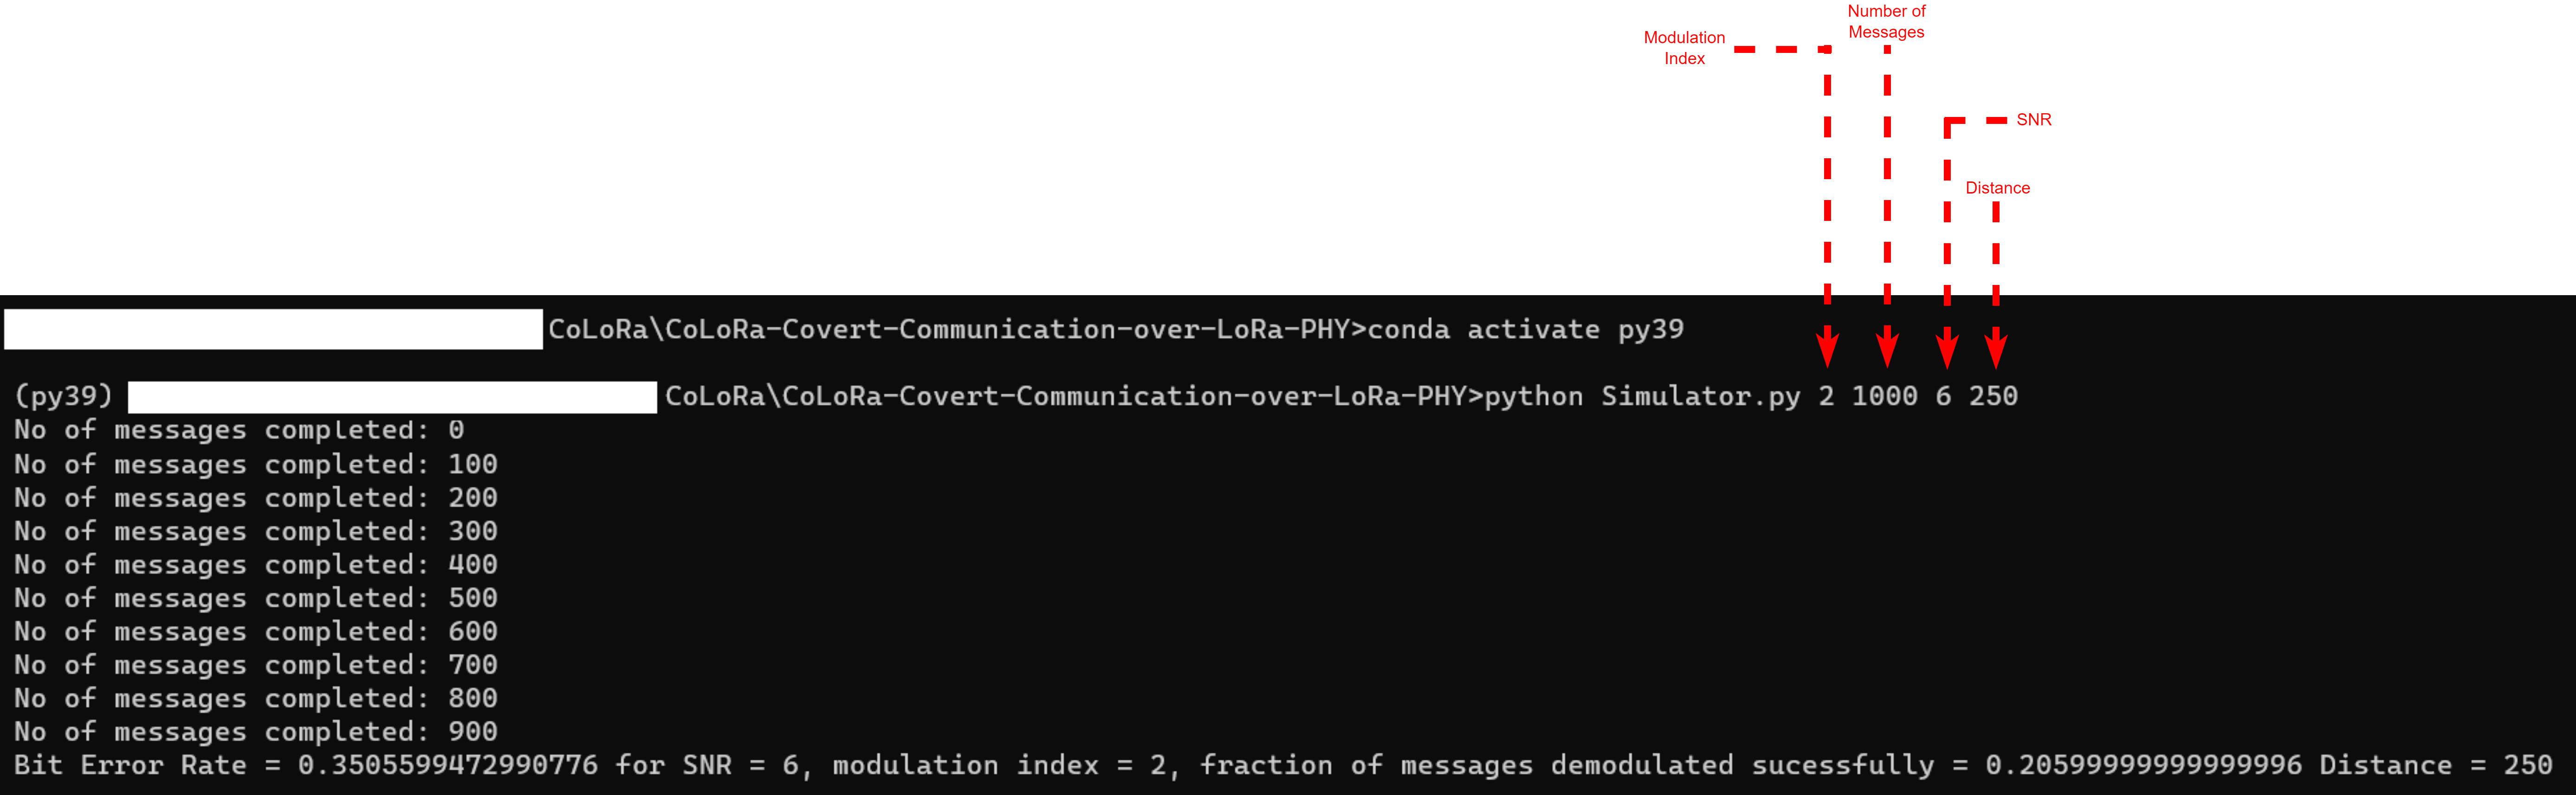 Number of
Messages
Modulation
Index
SNR
Distance
CoLoRa\CoLoRa-Covert-Communication-over-LoRa-PHY>conda activate py39
(py39) CoLoRa\CoLoRa-Covert-Communication-over-LoRa-PHY>python Simulator.py 2 1000 6 250
No of messages completed: 0
No of messages completed: 100
No of messages completed: 200
No of messages completed: 300
No of messages completed: 400
No of messages completed: 500
No of messages completed: 600
No of messages completed: 700
No of messages completed: 800
No of messages completed: 900
Bit Error Rate = 0.3505599472990776 for SNR = 6, modulation index = 2, fraction of messages demodulated sucessfully = 0.20599999999999996 Distance = 250